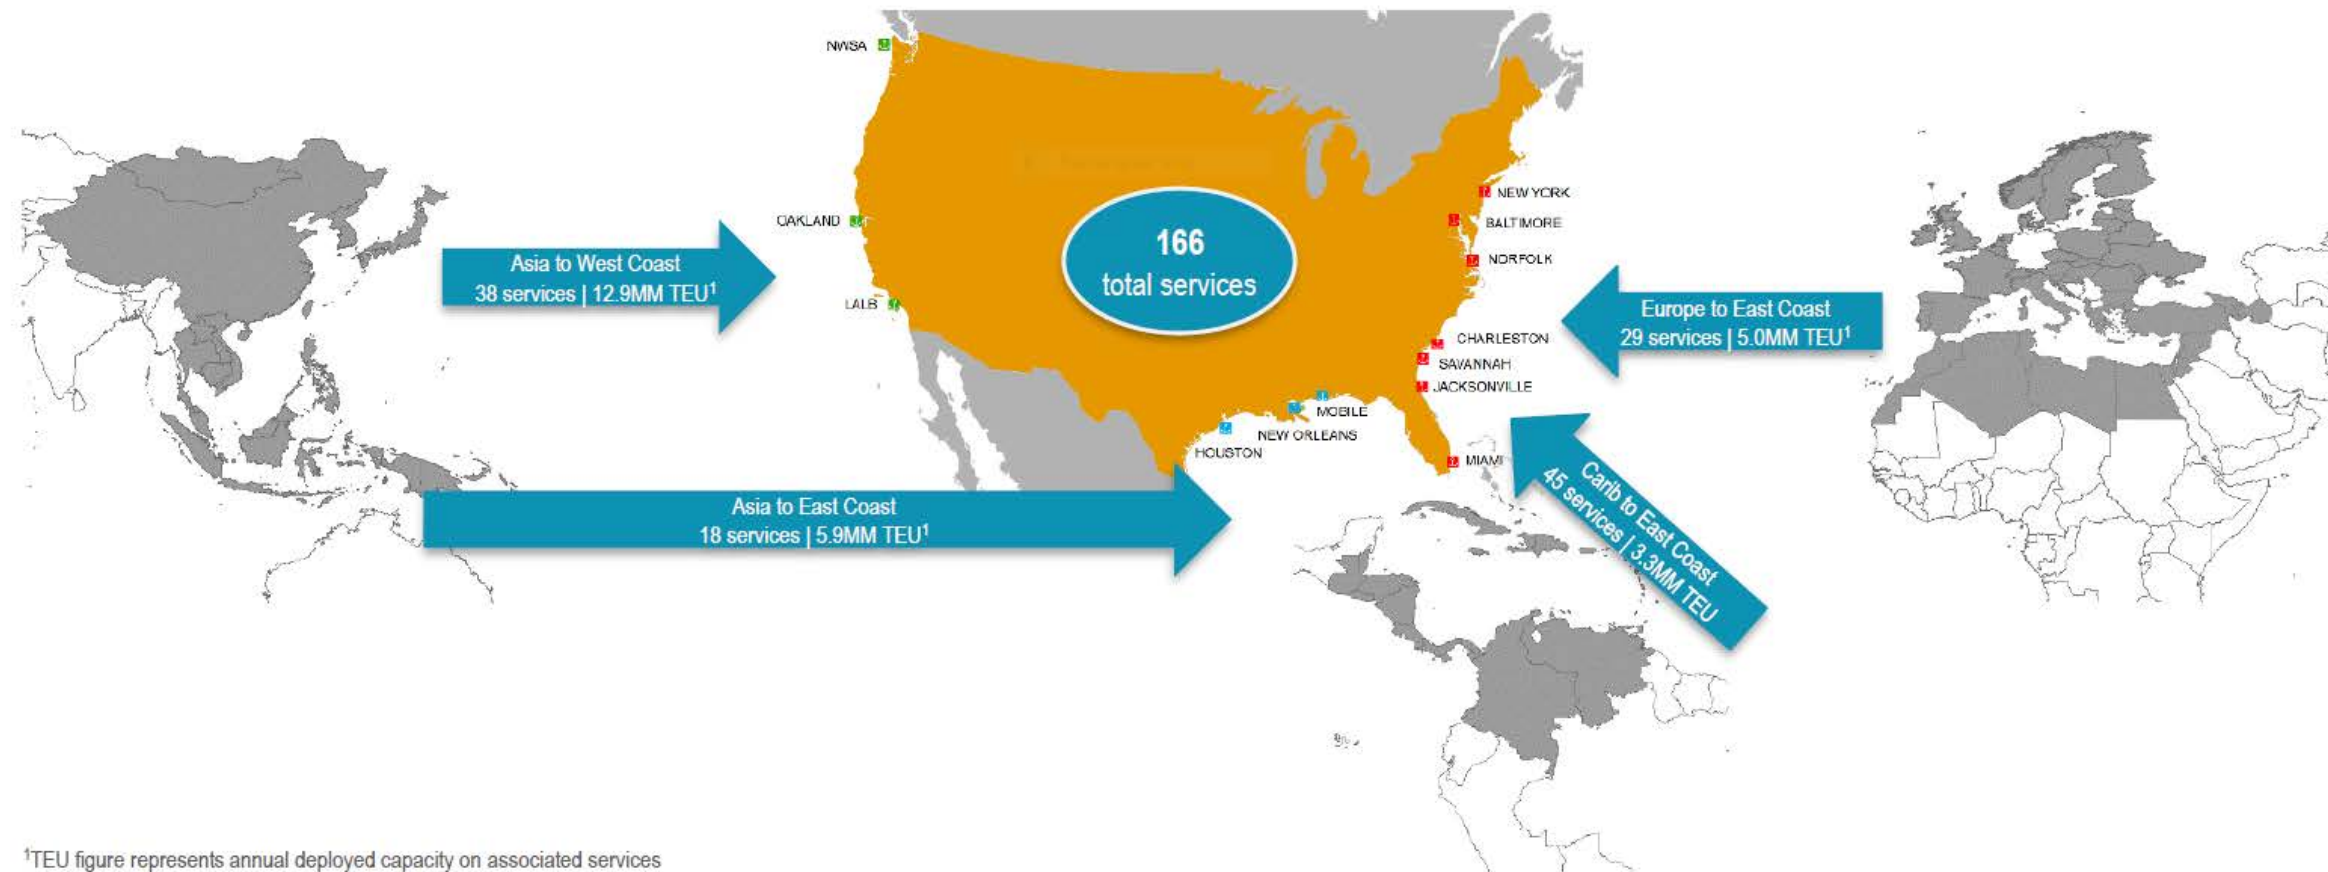 NWSA
OAKLAND
LALB
Asia to West Coast
38 services | 12.9MM TEU¹
166
total services
NEW YORK
BALTIMORE
NORFOLK
CHARLESTON
SAVANNAH
JACKSONVILLE
MOBILE
NEW ORLEANS
HOUSTON
MIAMI
Europe to East Coast
29 services | 5.0MM TEU¹
Asia to East Coast
18 services | 5.9MM TEU¹
Carib to East Coast
45 services | 3.3MM TEU
¹TEU figure represents annual deployed capacity on associated services